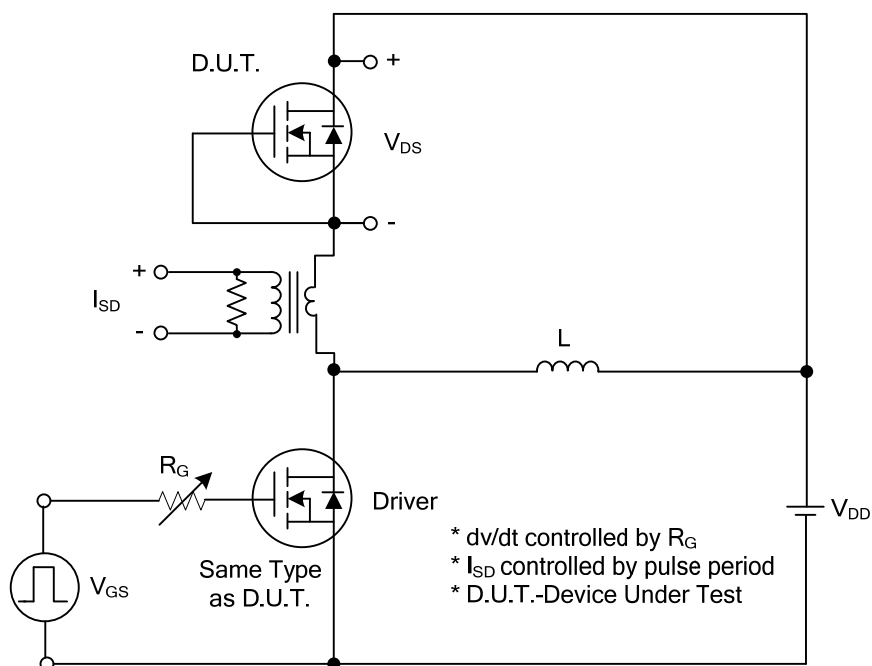 D.U.T.
+
VDS
-
+
ISD
-
L
RG
Driver
VDD
VGS
Same Type
as D.U.T.
* dv/dt controlled by RG
* ISD controlled by pulse period
* D.U.T.-Device Under Test